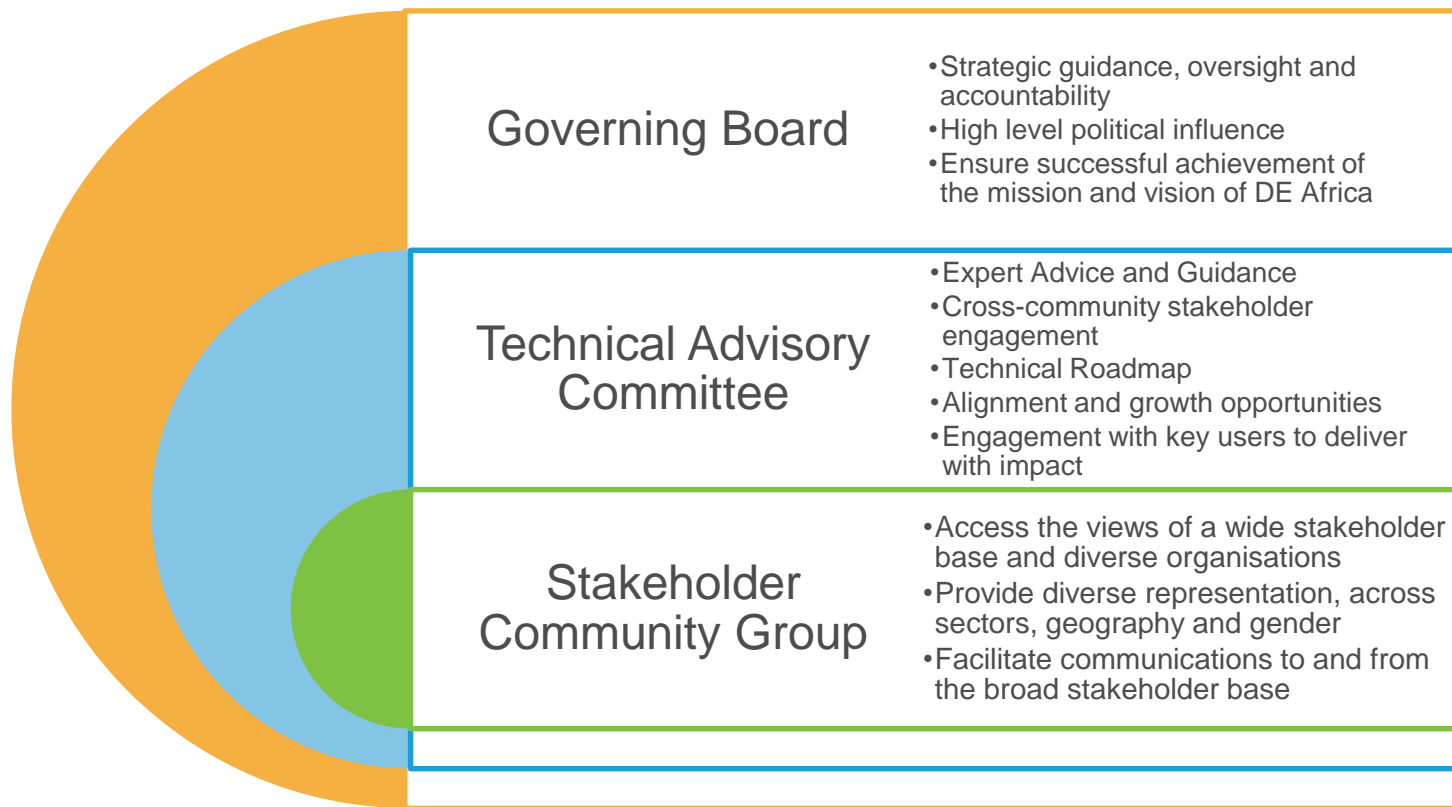 Governing Board
•Strategic guidance, oversight and
accountability
•High level political influence
•Ensure successful achievement of
the mission and vision of DE Africa
Technical Advisory
Committee
•Expert Advice and Guidance
•Cross-community stakeholder
engagement
•Technical Roadmap
•Alignment and growth opportunities
•Engagement with key users to deliver
with impact
Stakeholder
Community Group
•Access the views of a wide stakeholder
base and diverse organisations
•Provide diverse representation, across
sectors, geography and gender
•Facilitate communications to and from
the broad stakeholder base